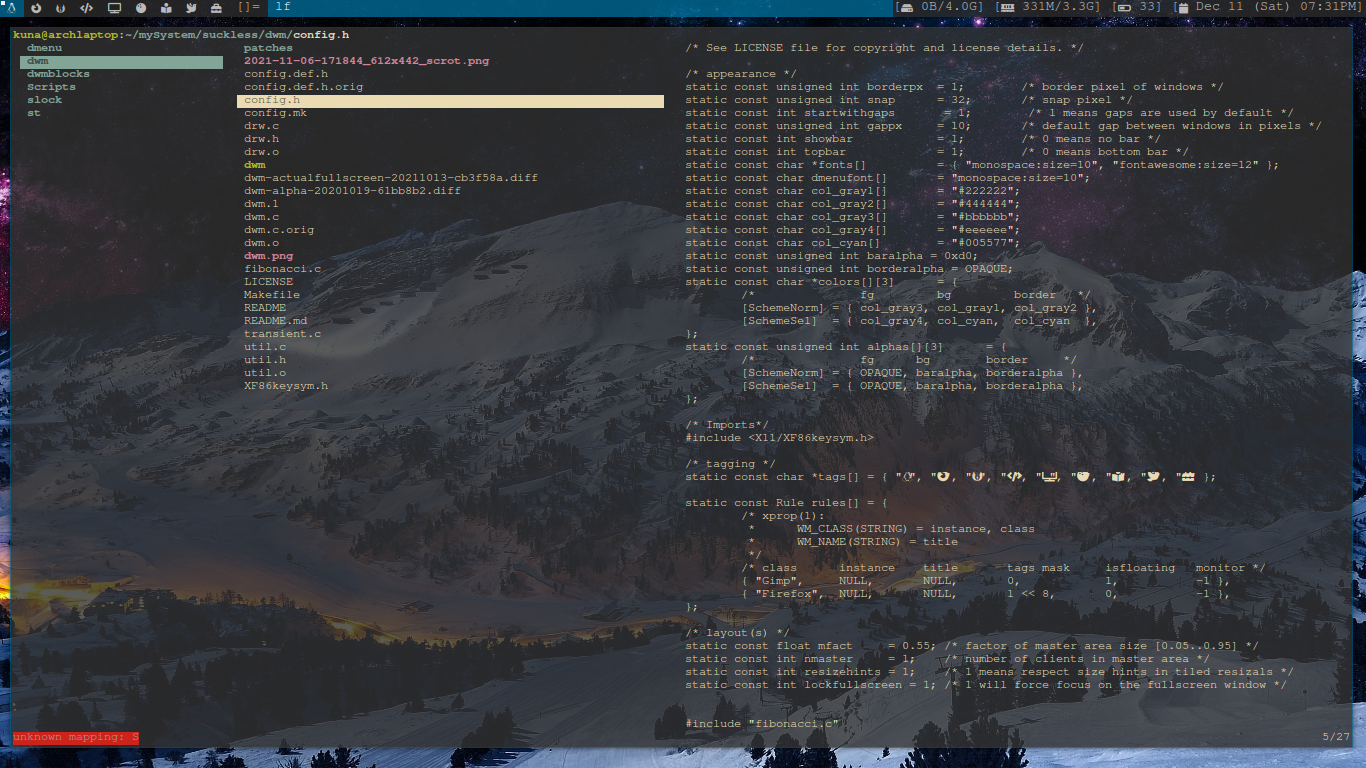 []= lf [ 0B/4.0G] [ 331M/3.3G] [ 33] [ Dec 11 (Sat) 07:31PM]
kuna@archlaptop:~/mySystem/suckless/dwm/config.h
dmenu
dwm
dwmblocks
Scripts
slock
st
patches
2021-11-06-171844_612x442_scrot.png
config.def.h
config.def.h.orig
config.h
config.mk
drw.c
drw.h
drw.o
dwm
dwm-actualfullscreen-20211013-cb3f58a.diff
dwm-alpha-20201019-61bb8b2.diff
dwm.1
dwm.c
dwm.c.orig
dwm.o
dwm.png
fibonacci.c
LICENSE
Makefile
README
README.md
transient.c
util.c
util.h
util.o
XF86keysym.h
/* See LICENSE file for copyright and license details. */
/* appearance */
static const unsigned int borderpx  = 1;        /* border pixel of windows */
static const unsigned int snap      = 32;       /* snap pixel */
static const int startwithgaps       = 1;        /* 1 means gaps are used by default */
static const unsigned int gappx     = 10;       /* default gap between windows in pixels */
static const int showbar            = 1;        /* 0 means no bar */
static const int topbar             = 1;        /* 0 means bottom bar */
static const char *fonts[]          = { "monospace:size=10", "fontawesome:size=12" };
static const char dmenufont[]       = "monospace:size=10";
static const char col_gray1[]       = "#222222";
static const char col_gray2[]       = "#444444";
static const char col_gray3[]       = "#bbbbbb";
static const char col_gray4[]       = "#eeeeee";
static const char col_cyan[]        = "#005577";
static const unsigned int baralpha = 0xd0;
static const unsigned int borderalpha = OPAQUE;
static const char *colors[][3]      = {
/*               fg         bg         border   */
[SchemeNorm] = { col_gray3, col_gray1, col_gray2 },
[SchemeSel]  = { col_gray4, col_cyan,  col_cyan  },
};
static const unsigned int alphas[][3]      = {
/*               fg      bg        border     */
[SchemeNorm] = { OPAQUE, baralpha, borderalpha },
[SchemeSel]  = { OPAQUE, baralpha, borderalpha },
};
/* Imports*/
#include <X11/XF86keysym.h>
/* tagging */
static const char *tags[] = { "", "", "", "", "", "", "", "", " };
static const Rule rules[] = {
/* xprop(1):
*      WM_CLASS(STRING) = instance, class
*      WM_NAME(STRING) = title
*/
/* class      instance    title       tags mask     isfloating   monitor */
{ "Gimp",     NULL,       NULL,       0,            1,           -1 },
{ "Firefox",  NULL,       NULL,       1 << 8,       0,           -1 },
};
/* layout(s) */
static const float mfact     = 0.55; /* factor of master area size [0.05..0.95] */
static const int nmaster     = 1;    /* number of clients in master area */
static const int resizehints = 1;    /* 1 means respect size hints in tiled resizals */
static const int lockfullscreen = 1; /* 1 will force focus on the fullscreen window */
#include "fibonacci.c"
unknown mapping: S
5/27